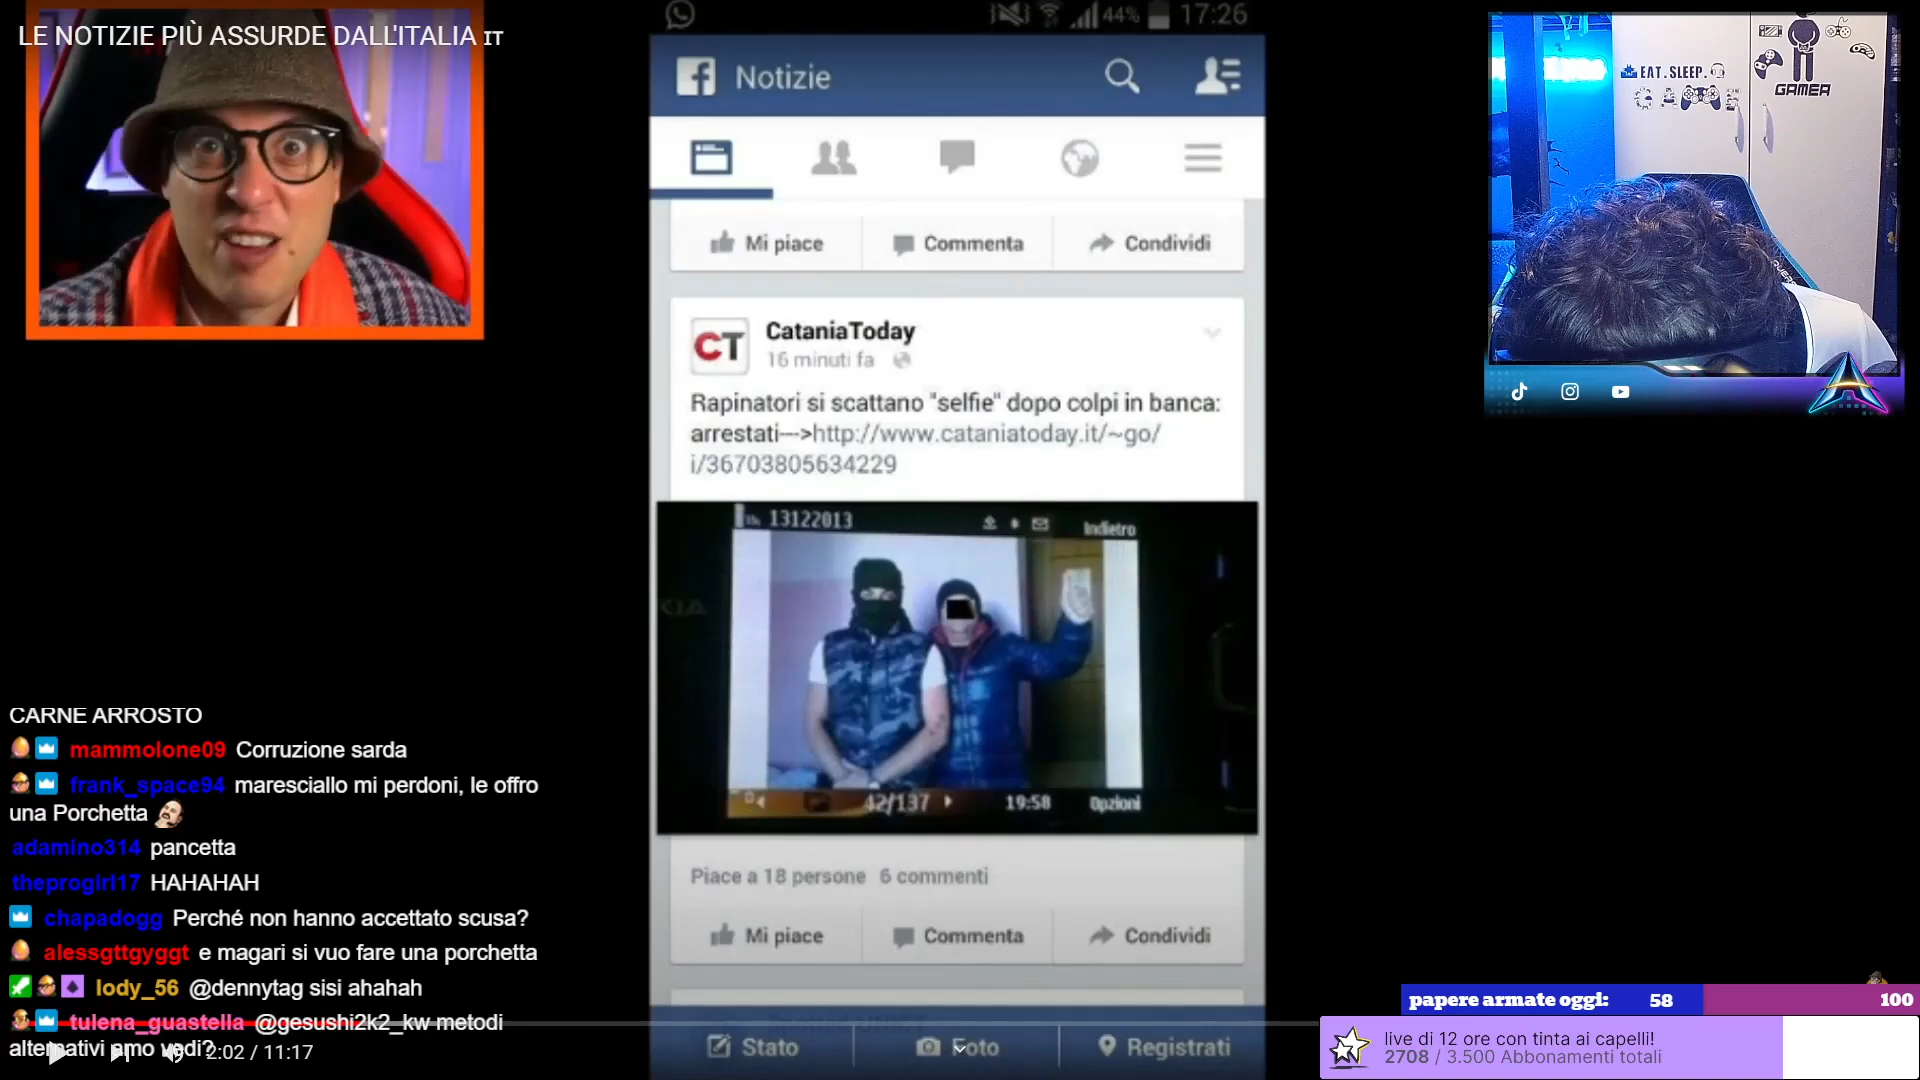 LE NOTIZIE PIÙ ASSURDE DALL'ITALIA IT
44% 17:26
Notizie
Mi piace
Commenta
Condividi
CT
CataniaToday
16 minuti fa
Rapinatori si scattano "selfie" dopo colpi in banca:
arrestati--->http://www.cataniatoday.it/~go/
i/36703805634229
13122013
Indietro
42/137
19:58
Opzioni
Piace a 18 persone 6 commenti
Mi piace
Commenta
Condividi
Stato
Foto
Registrati
EAT.SLEEP.
GAMER
CARNE ARROSTO
mammolone09 Corruzione sarda
frank_space94 maresciallo mi perdoni, le offro
una Porchetta
adamino314 pancetta
theprogirl17 HAHAHAH
chapadogg Perché non hanno accettato scusa?
alessgttgyggt e magari si vuo fare una porchetta
lody_56 @dennytag sisi ahahah
tulena_guastella @gesushi2k2_kw metodi
alternativi amo vedi?
2:02 / 11:17
papere armate oggi: 58 100
live di 12 ore con tinta ai capelli!
2708 / 3.500 Abbonamenti totali